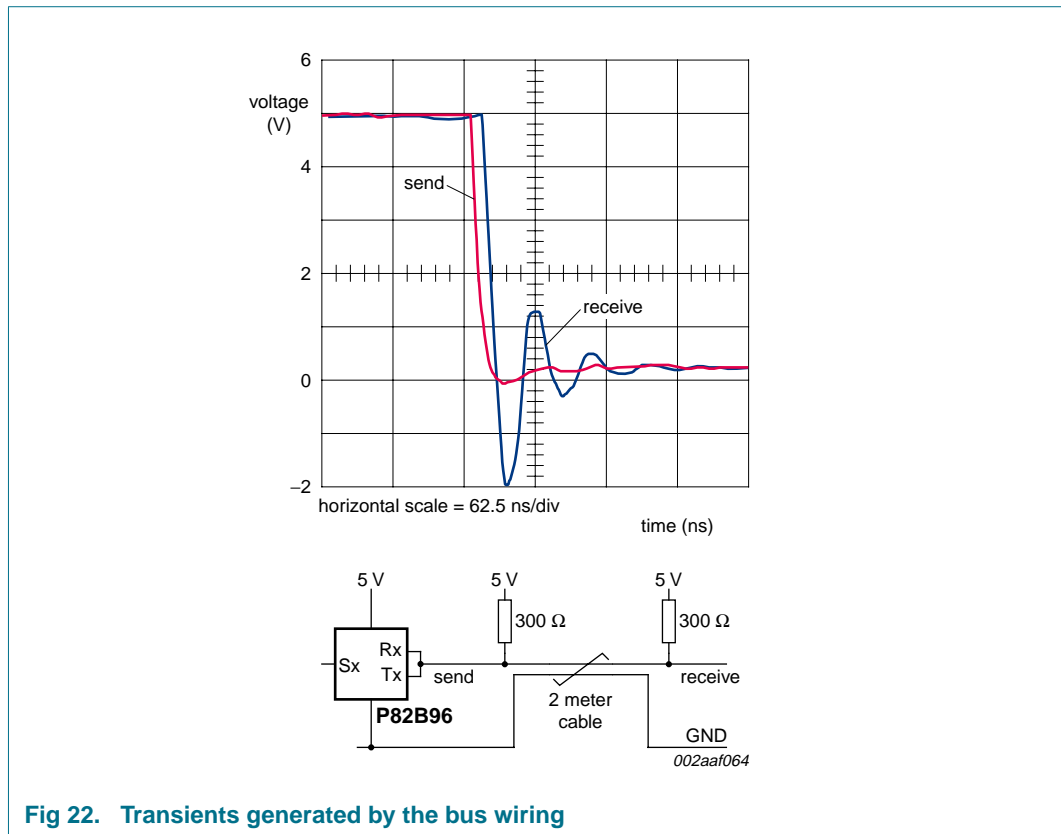 6
voltage
(V)
4
send
2
receive
0
−2
horizontal scale = 62.5 ns/div
time (ns)
5 V
5 V
5 V
300 Ω
300 Ω
Rx
Sx
Tx
send
receive
2 meter
cable
P82B96
GND
002aaf064
Fig 22. Transients generated by the bus wiring